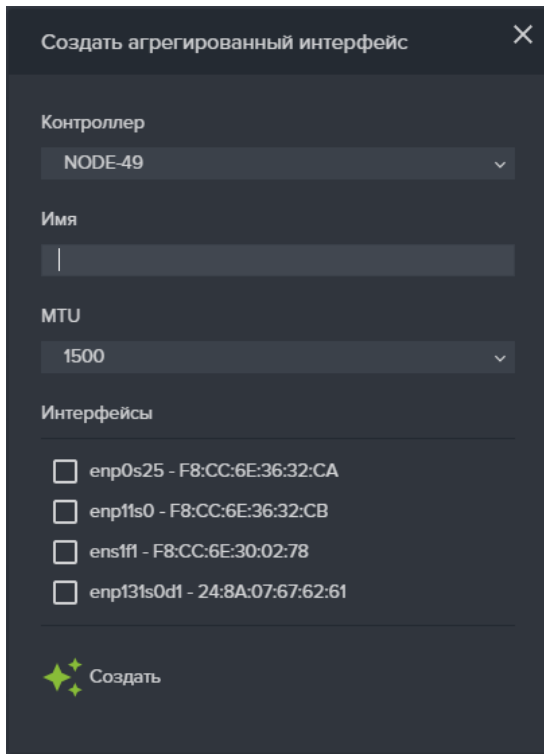 Создать агрегированный интерфейс
Контроллер
NODE-49
Имя
MTU
1500
Интерфейсы
enp0s25 - F8:CC:6E:36:32:CA
enp11s0 - F8:CC:6E:36:32:CB
ens1f1 - F8:CC:6E:30:02:78
enp131s0d1 - 24:8A:07:67:62:61
Создать